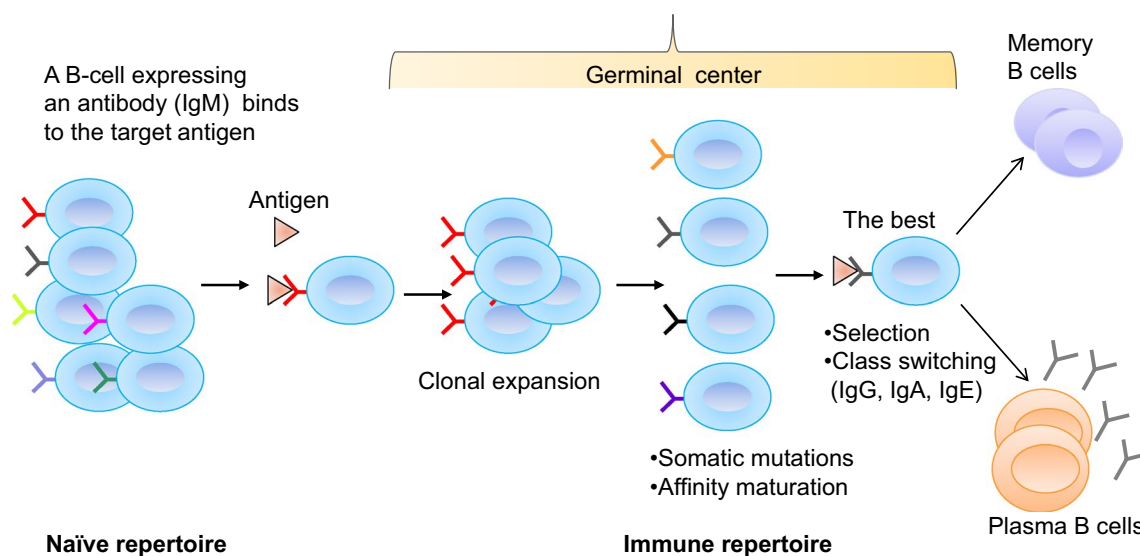 Germinal center
A B-cell expressing
an antibody (IgM) binds
to the target antigen
Memory
B cells
Antigen
The best
Clonal expansion
•Selection
•Class switching
(IgG, IgA, IgE)
•Somatic mutations
•Affinity maturation
Plasma B cells
Naïve repertoire
Immune repertoire